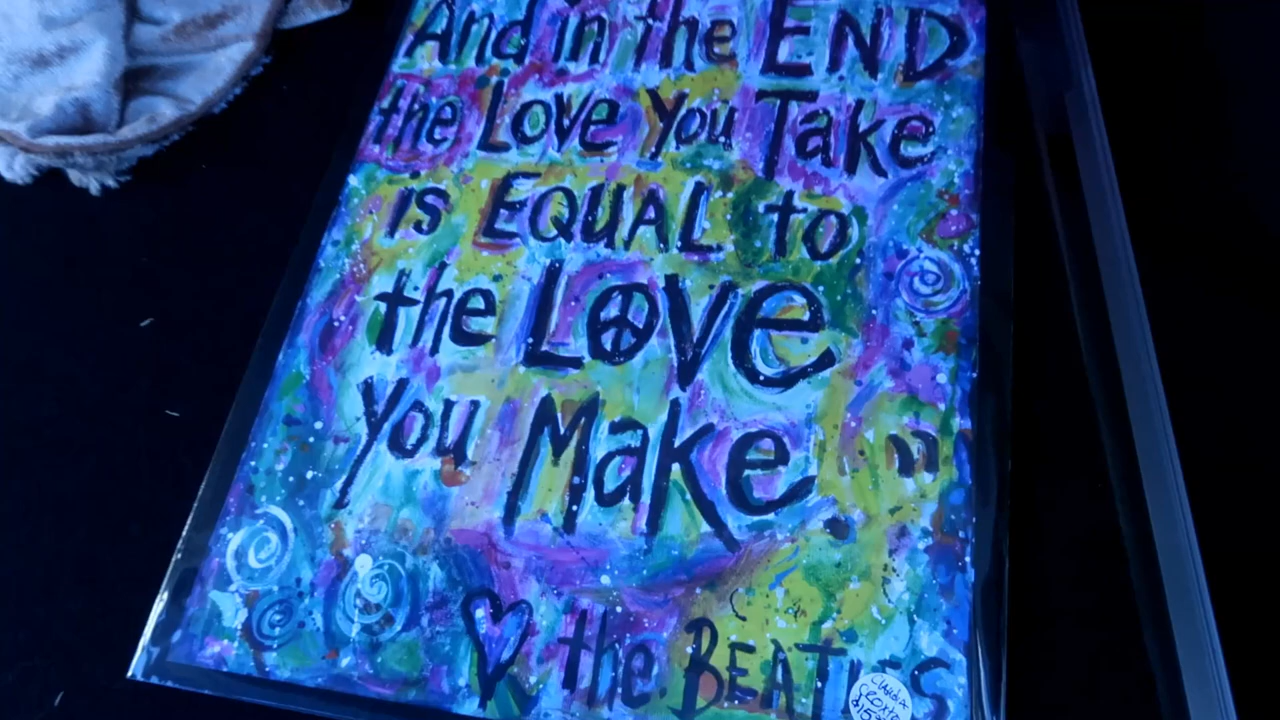 And in the END
the Love You Take
is EQUAL to
the LOVe
You Make.
the BEATLES